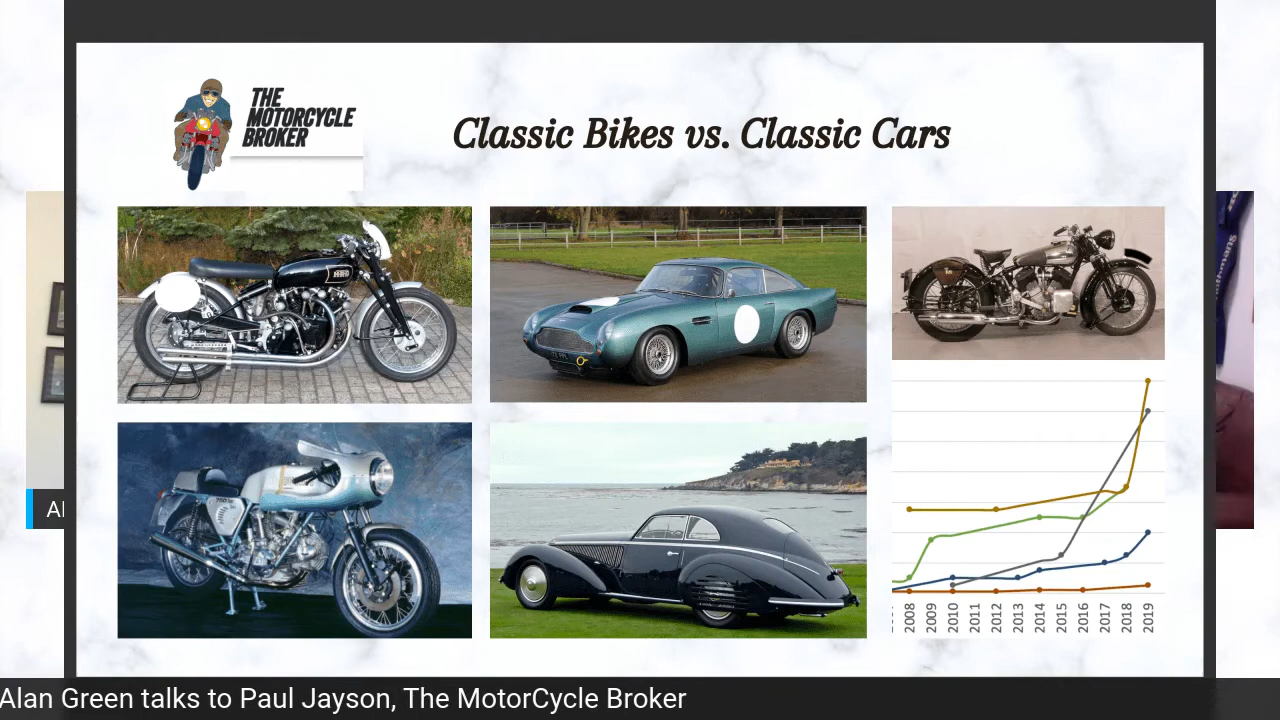 THE
MOTORCYCLE
BROKER
Classic Bikes vs. Classic Cars
2008
2009
2010
2011
2012
2013
2014
2015
2016
2017
2018
2019
Al
Alan Green talks to Paul Jayson, The MotorCycle Broker